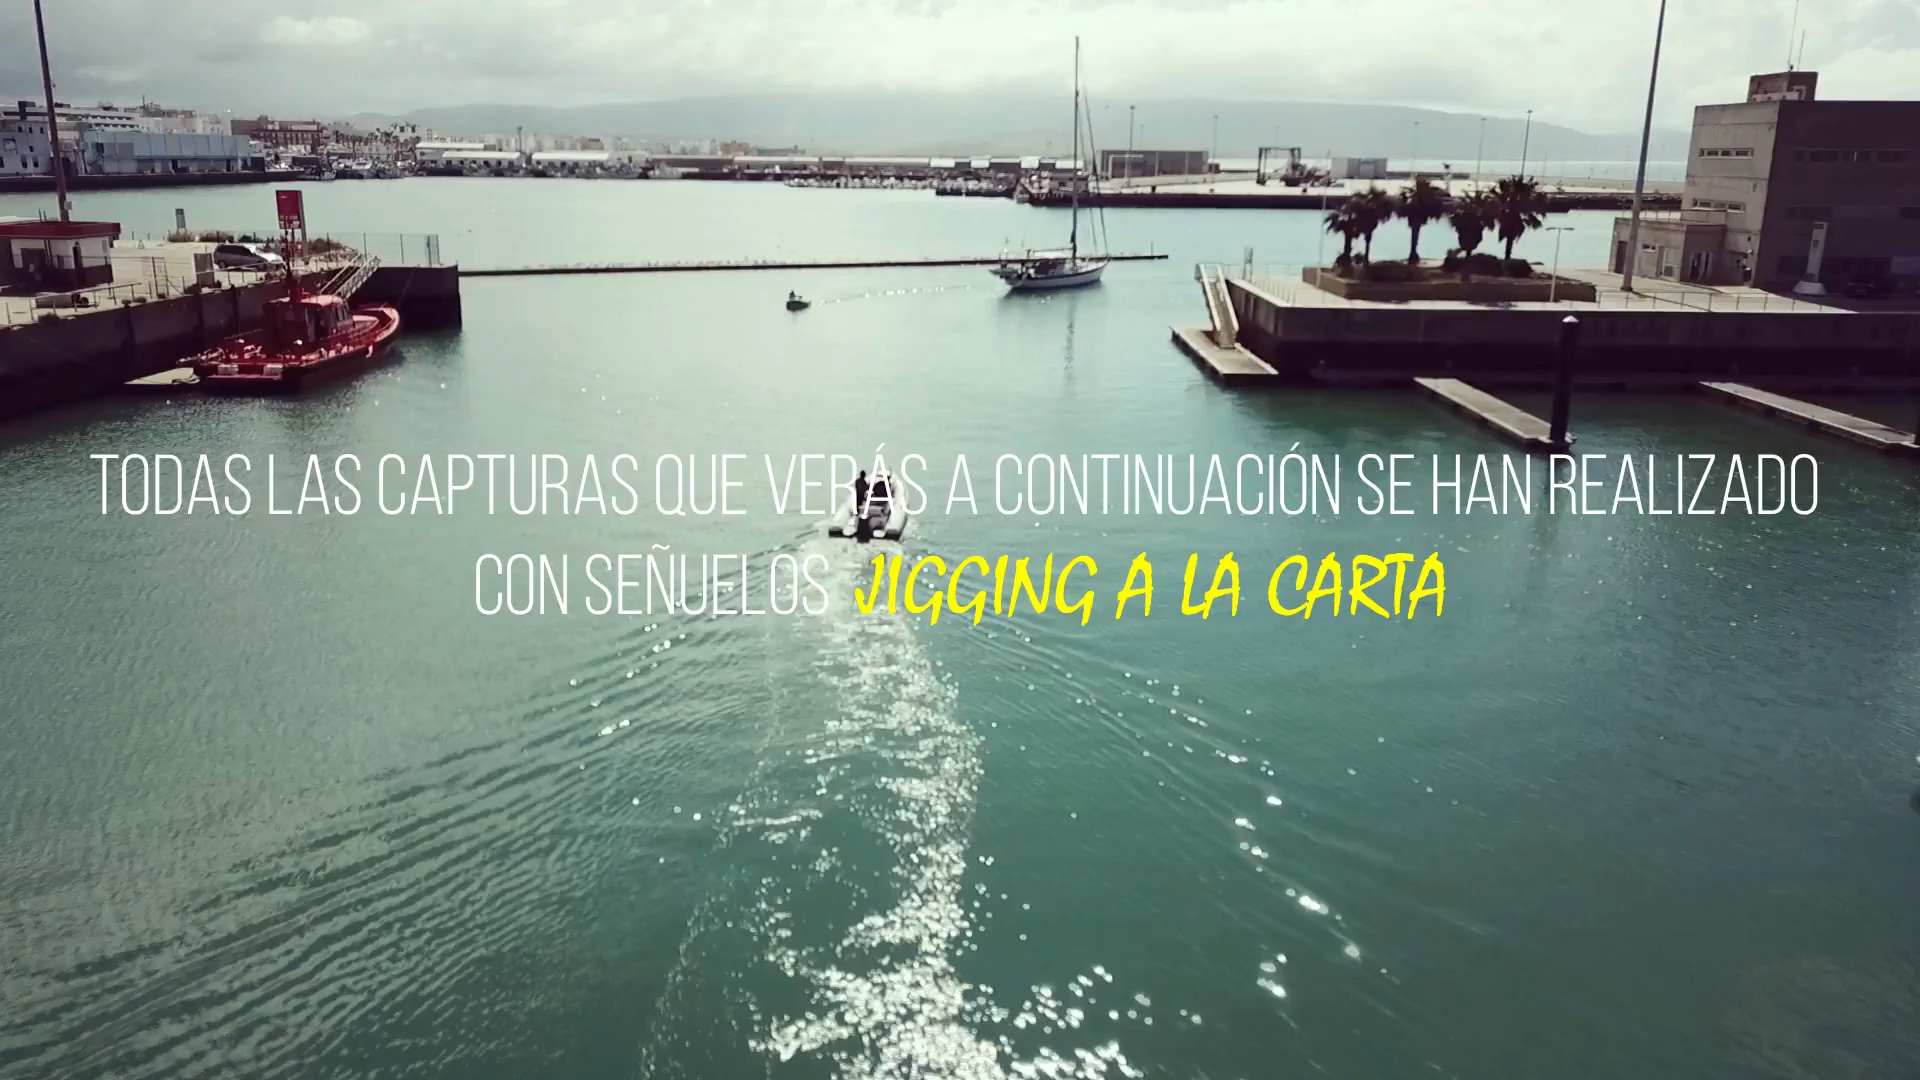 TODAS LAS CAPTURAS QUE VERÁS A CONTINUACIÓN SE HAN REALIZADO
CON SEÑUELOS JIGGING A LA CARTA